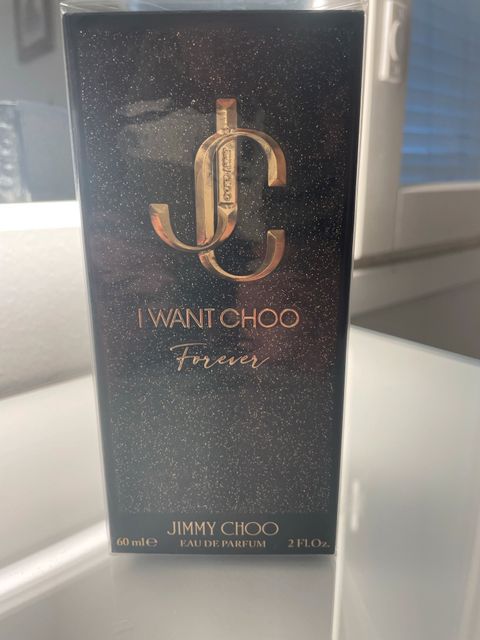 JC
I WANT CHOO
Forever
JIMMY CHOO
60 ml℮ EAU DE PARFUM 2 Fl.Oz.